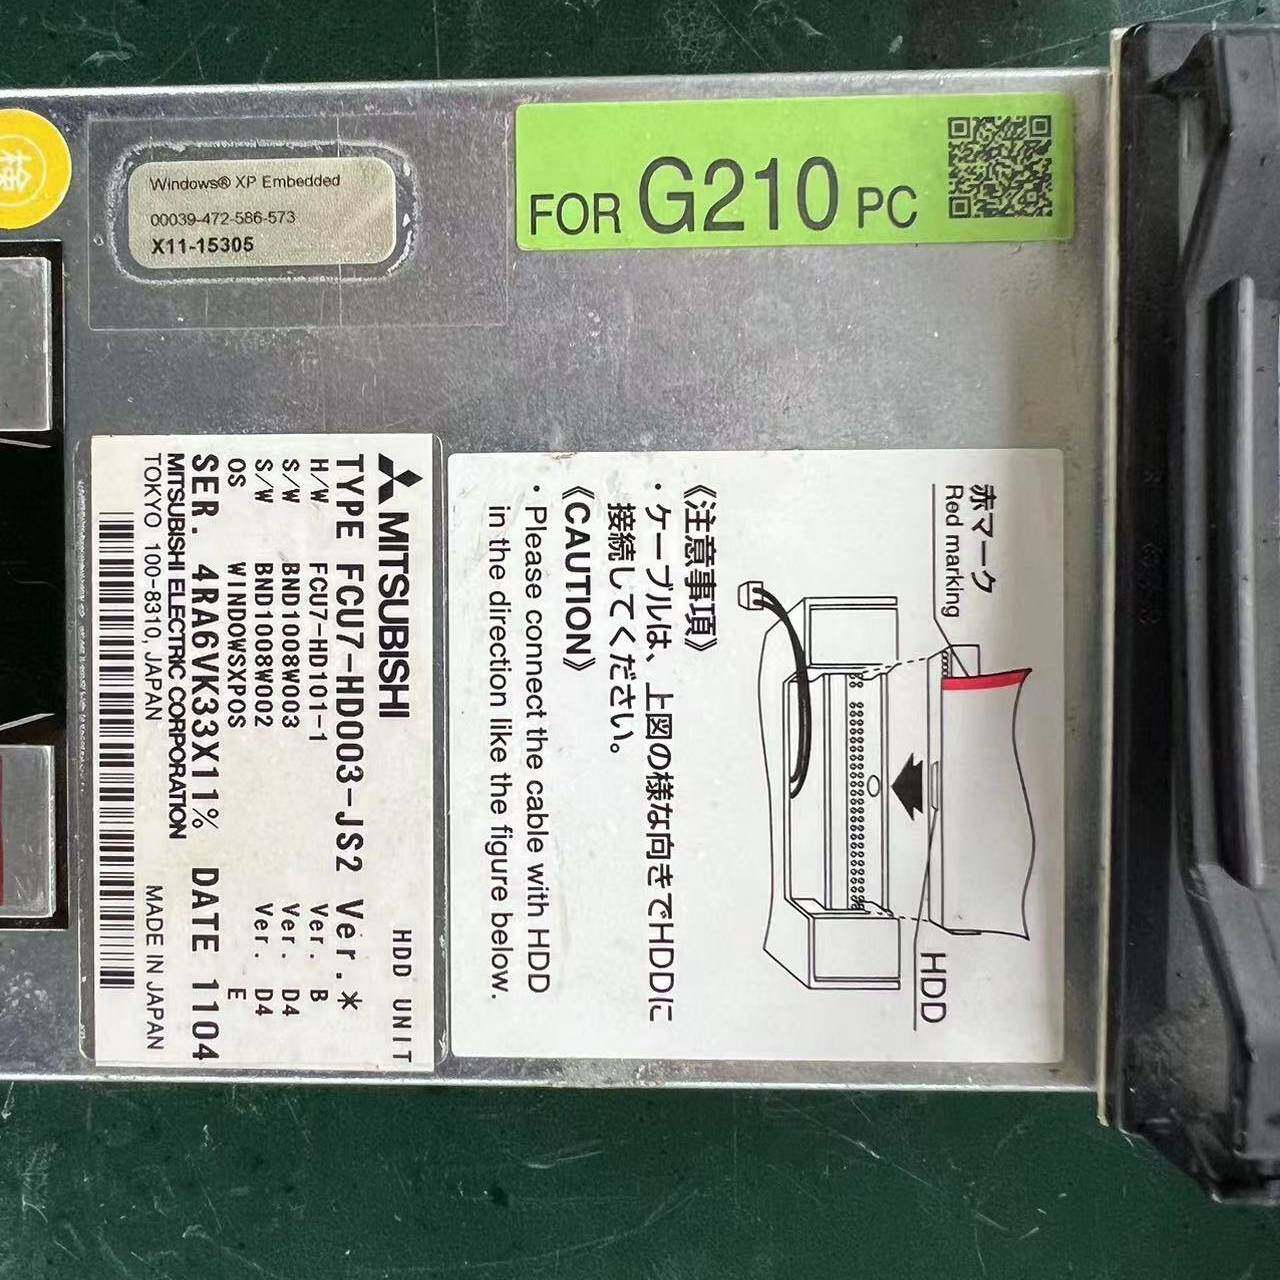 検
Windows® XP Embedded
00039-472-586-573
X11-15305
FOR G210 PC
MITSUBISHI
HDD UNIT
TYPE FCU7-HD003-JS2 Ver.*
H/W FCU7-HD101-1 Ver. B
S/W BND1008W003 Ver. D4
S/W BND1008W002 Ver. D4
OS WINDOWSXPOS E
SER. 4RA6VK33X11% DATE 1104
MITSUBISHI ELECTRIC CORPORATION
TOKYO 100-8310, JAPAN MADE IN JAPAN
赤マーク
Red marking
HDD
《注意事項》
・ケーブルは、上図の様な向きでHDDに
接続してください。
《CAUTION》
・Please connect the cable with HDD
in the direction like the figure below.